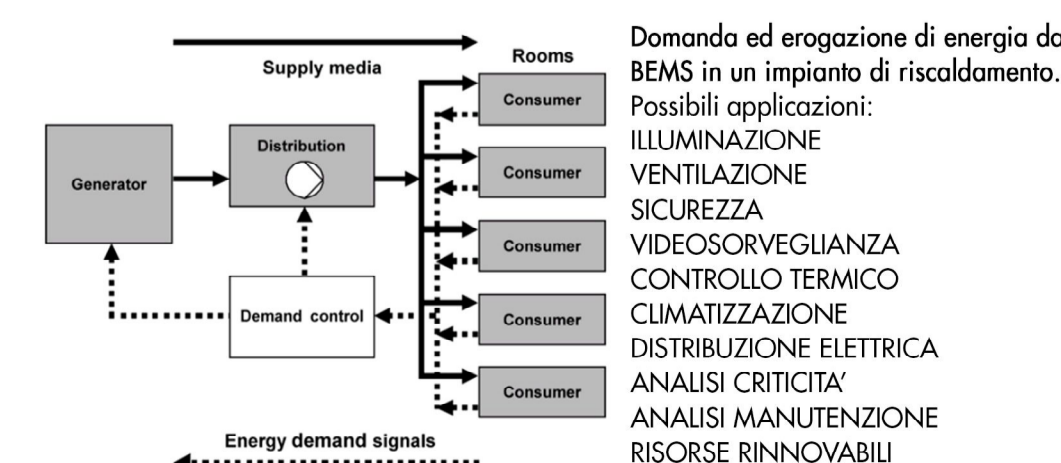 Supply media
Rooms
Generator
Distribution
Consumer
Consumer
Consumer
Demand control
Consumer
Consumer
Energy demand signals
Domanda ed erogazione di energia da
BEMS in un impianto di riscaldamento.
Possibili applicazioni:
ILLUMINAZIONE
VENTILAZIONE
SICUREZZA
VIDEOSORVEGLIANZA
CONTROLLO TERMICO
CLIMATIZZAZIONE
DISTRIBUZIONE ELETTRICA
ANALISI CRITICITA’
ANALISI MANUTENZIONE
RISORSE RINNOVABILI